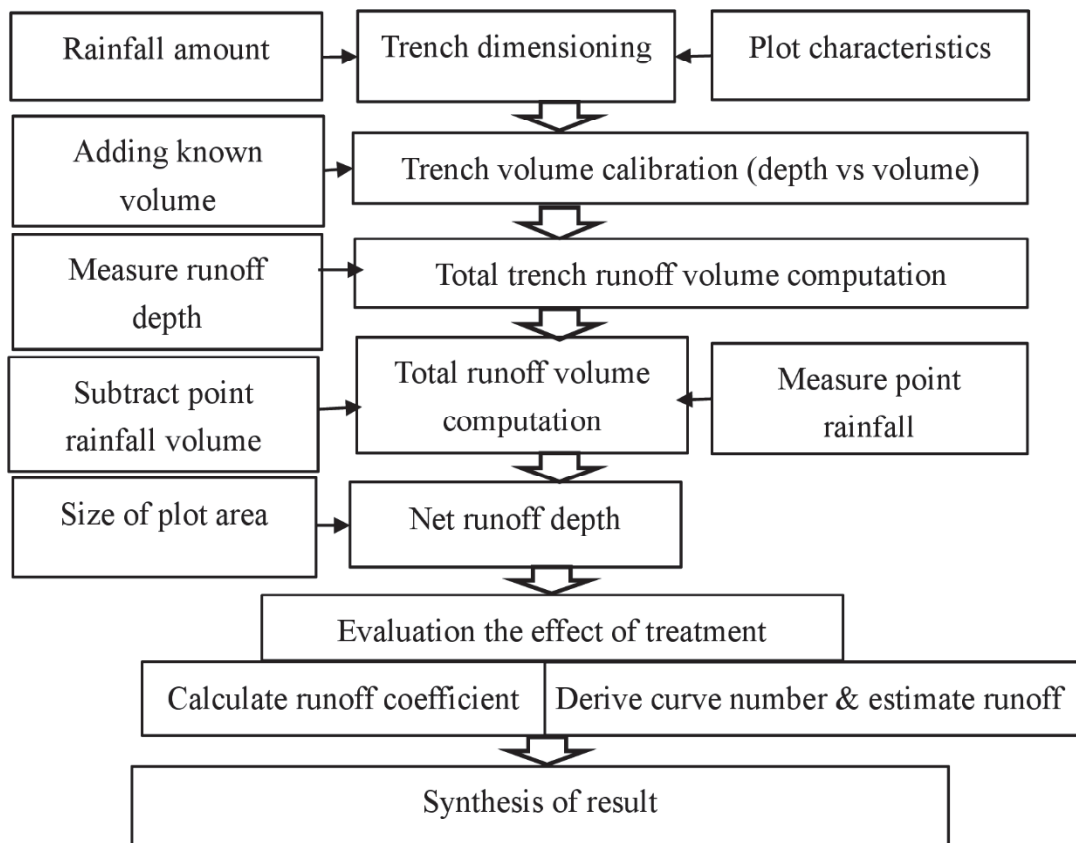 Rainfall amount
Trench dimensioning
Plot characteristics
Adding known
volume
Trench volume calibration (depth vs volume)
Measure runoff
depth
Total trench runoff volume computation
Subtract point
rainfall volume
Total runoff volume
computation
Measure point
rainfall
Size of plot area
Net runoff depth
Evaluation the effect of treatment
Calculate runoff coefficient
Derive curve number & estimate runoff
Synthesis of result